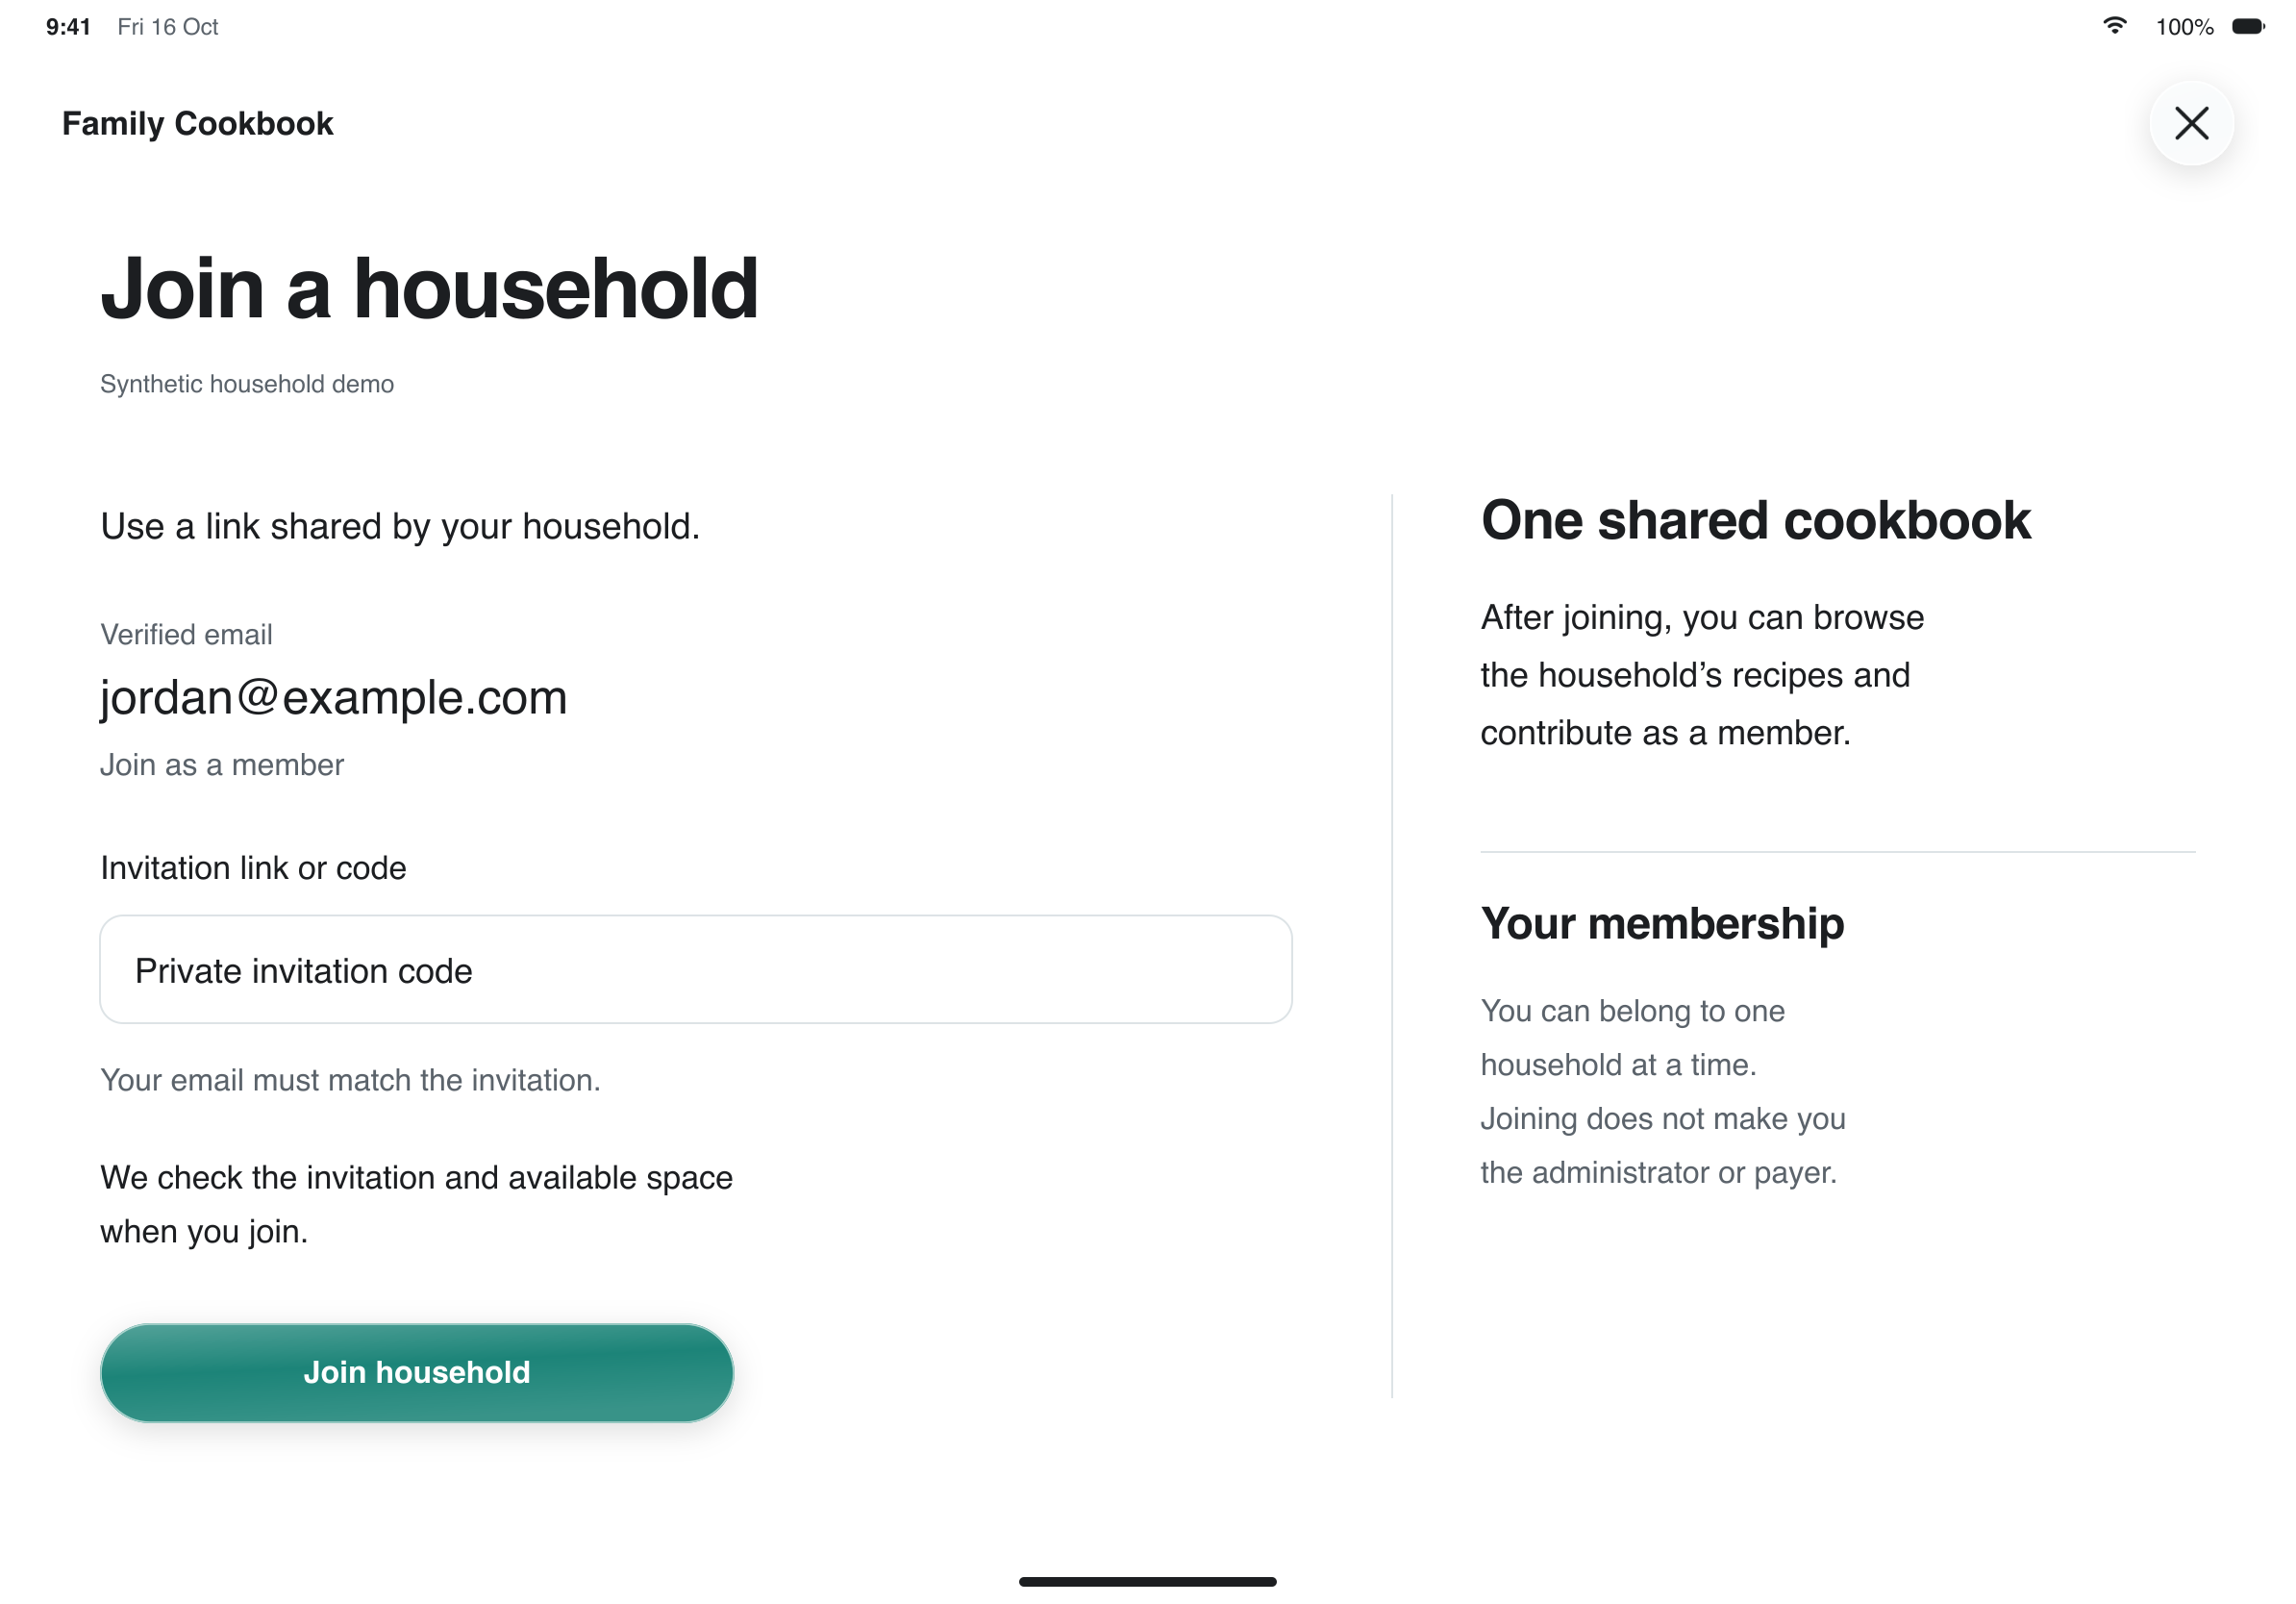 9:41 Fri 16 Oct
100%
Family Cookbook
Join a household
Synthetic household demo
Use a link shared by your household.
Verified email
jordan@example.com
Join as a member
Invitation link or code
Private invitation code
Your email must match the invitation.
We check the invitation and available space
when you join.
Join household
One shared cookbook
After joining, you can browse
the household’s recipes and
contribute as a member.
Your membership
You can belong to one
household at a time.
Joining does not make you
the administrator or payer.